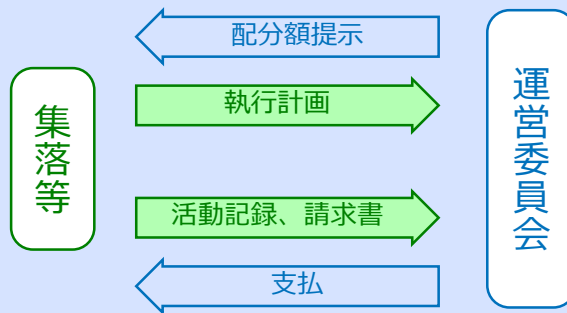 配分額提示
執行計画
集落等
運営委員会
活動記録、請求書
支払